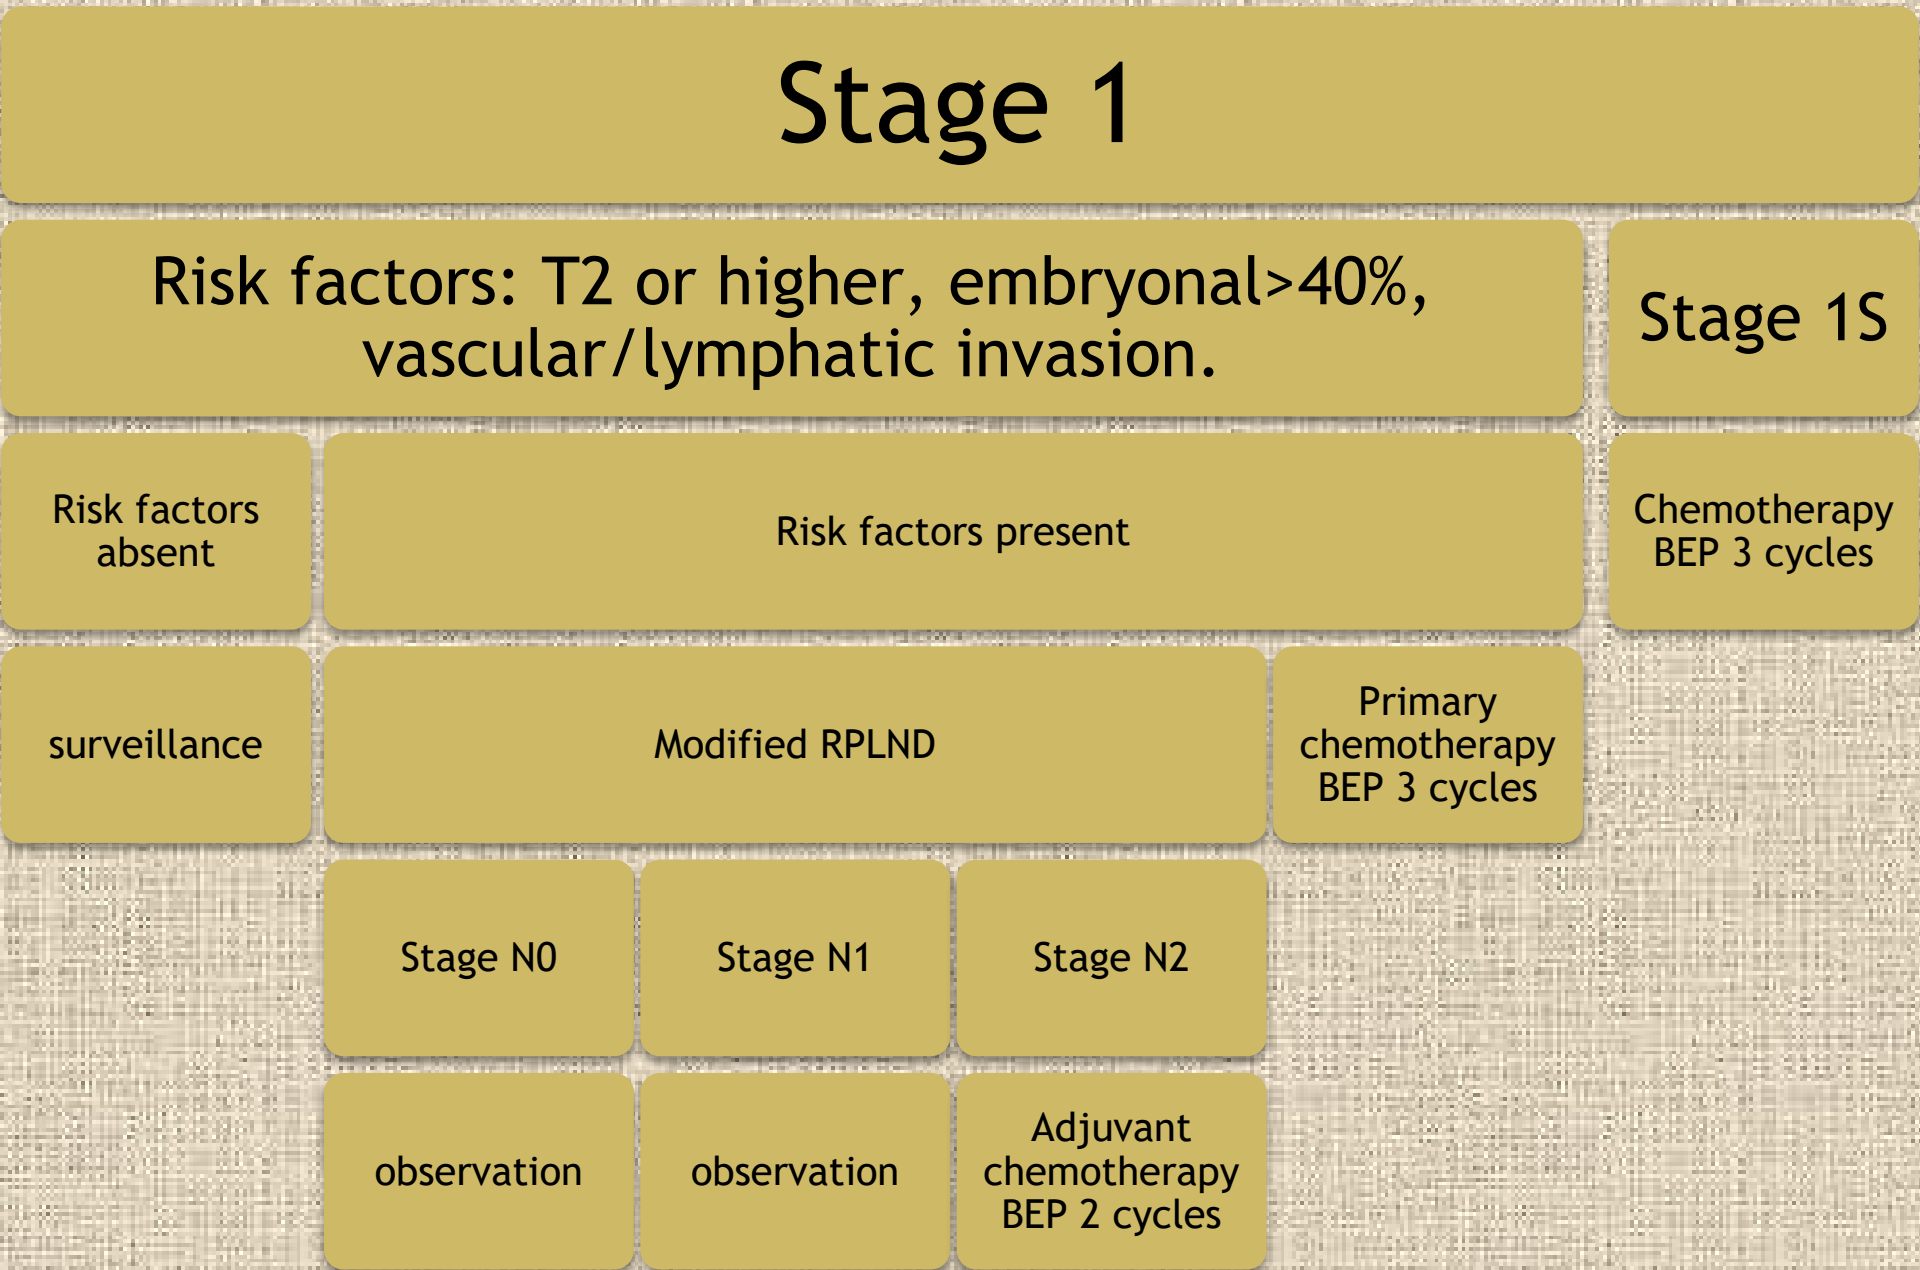 Stage 1
Risk factors: T2 or higher, embryonal>40%,
vascular/lymphatic invasion.
Stage 1S
Risk factors
absent
Risk factors present
Chemotherapy
BEP 3 cycles
surveillance
Modified RPLND
Primary
chemotherapy
BEP 3 cycles
Stage N0
Stage N1
Stage N2
observation
observation
Adjuvant
chemotherapy
BEP 2 cycles